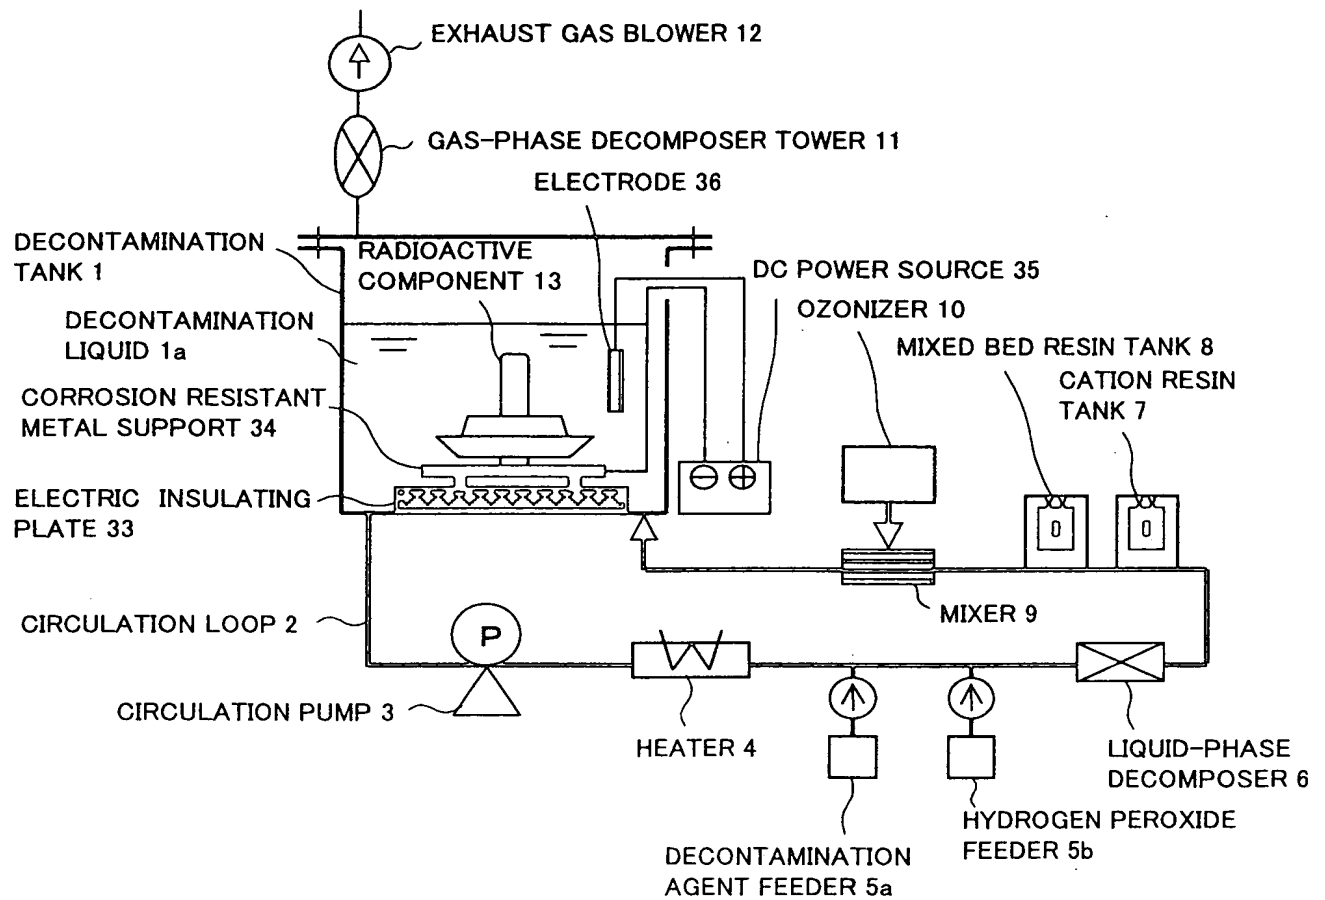 EXHAUST GAS BLOWER 12
GAS-PHASE DECOMPOSER TOWER 11
ELECTRODE 36
DECONTAMINATION
TANK 1
RADIOACTIVE
COMPONENT 13
DC POWER SOURCE 35
OZONIZER 10
DECONTAMINATION
LIQUID 1a
MIXED BED RESIN TANK 8
CATION RESIN
TANK 7
CORROSION RESISTANT
METAL SUPPORT 34
ELECTRIC INSULATING
PLATE 33
MIXER 9
CIRCULATION LOOP 2
P
CIRCULATION PUMP 3
HEATER 4
LIQUID-PHASE
DECOMPOSER 6
HYDROGEN PEROXIDE
FEEDER 5b
DECONTAMINATION
AGENT FEEDER 5a